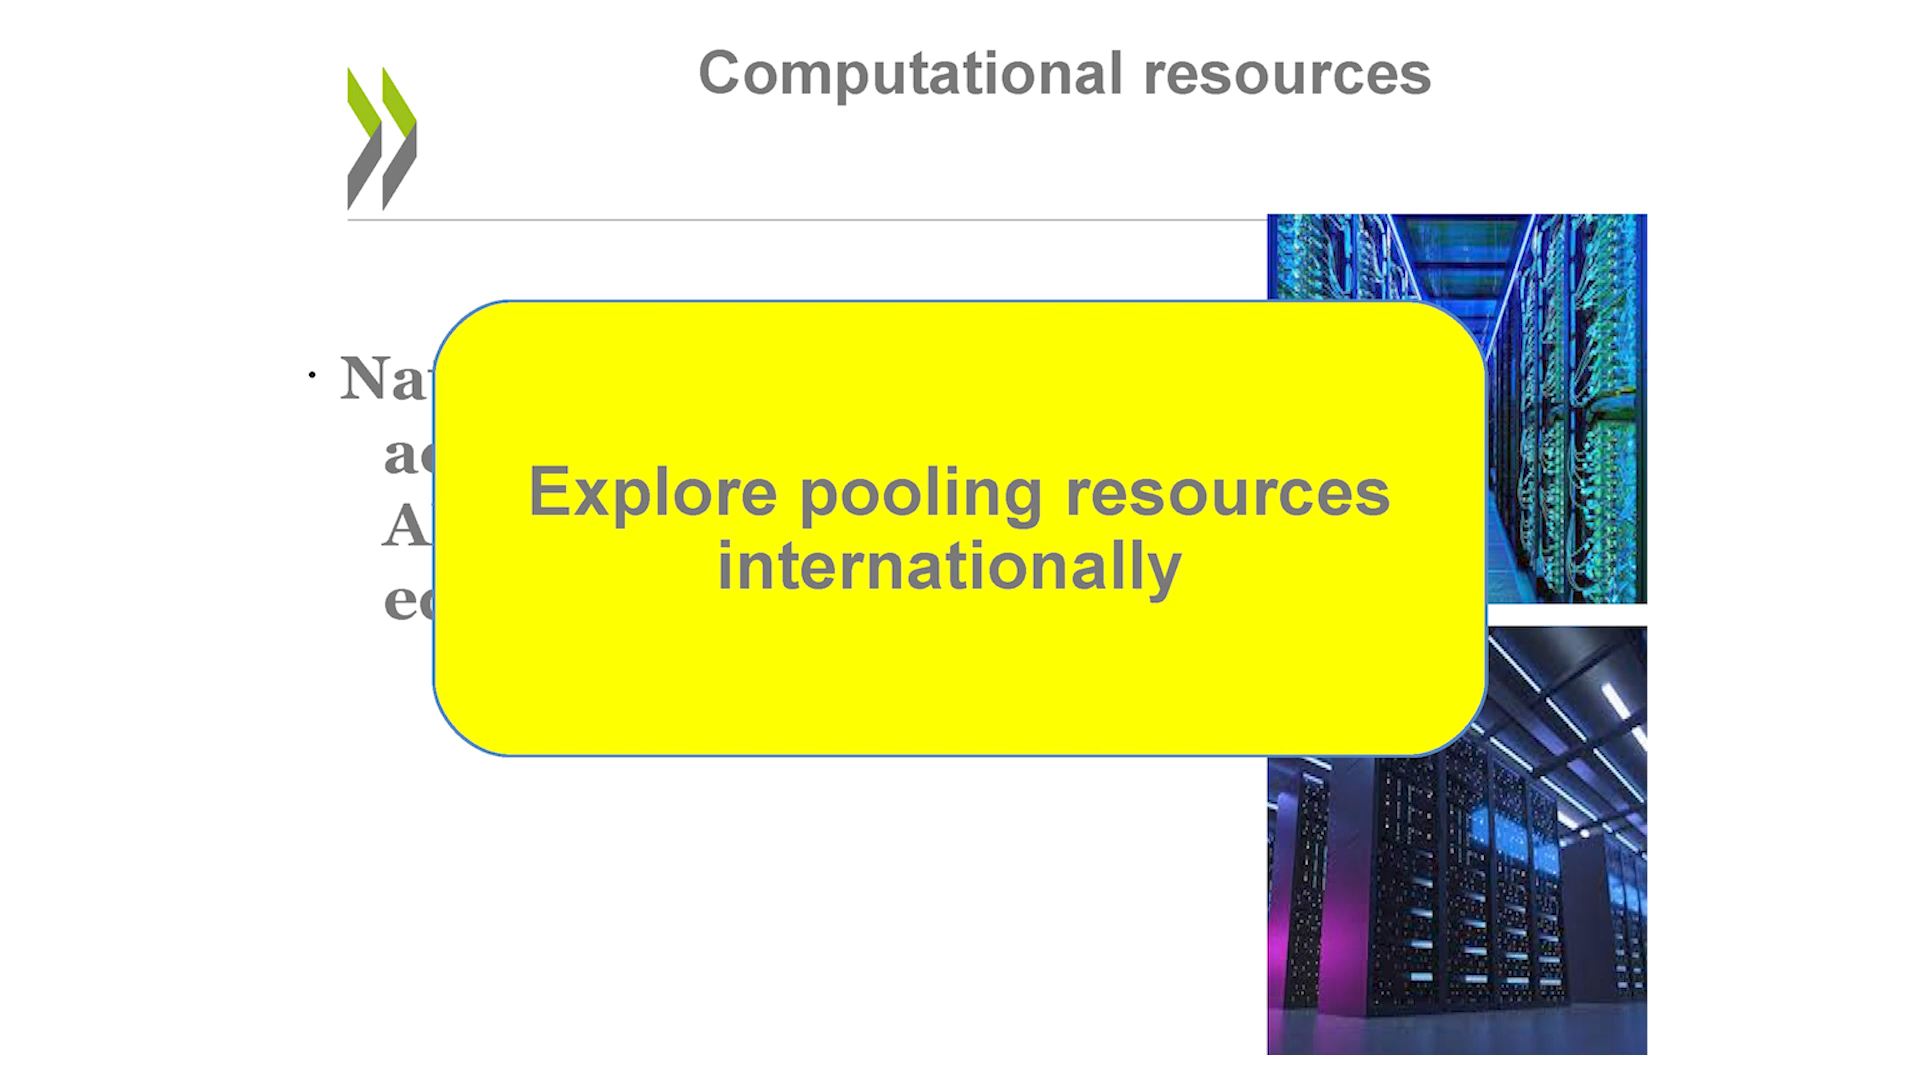 Computational resources
Explore pooling resources
internationally